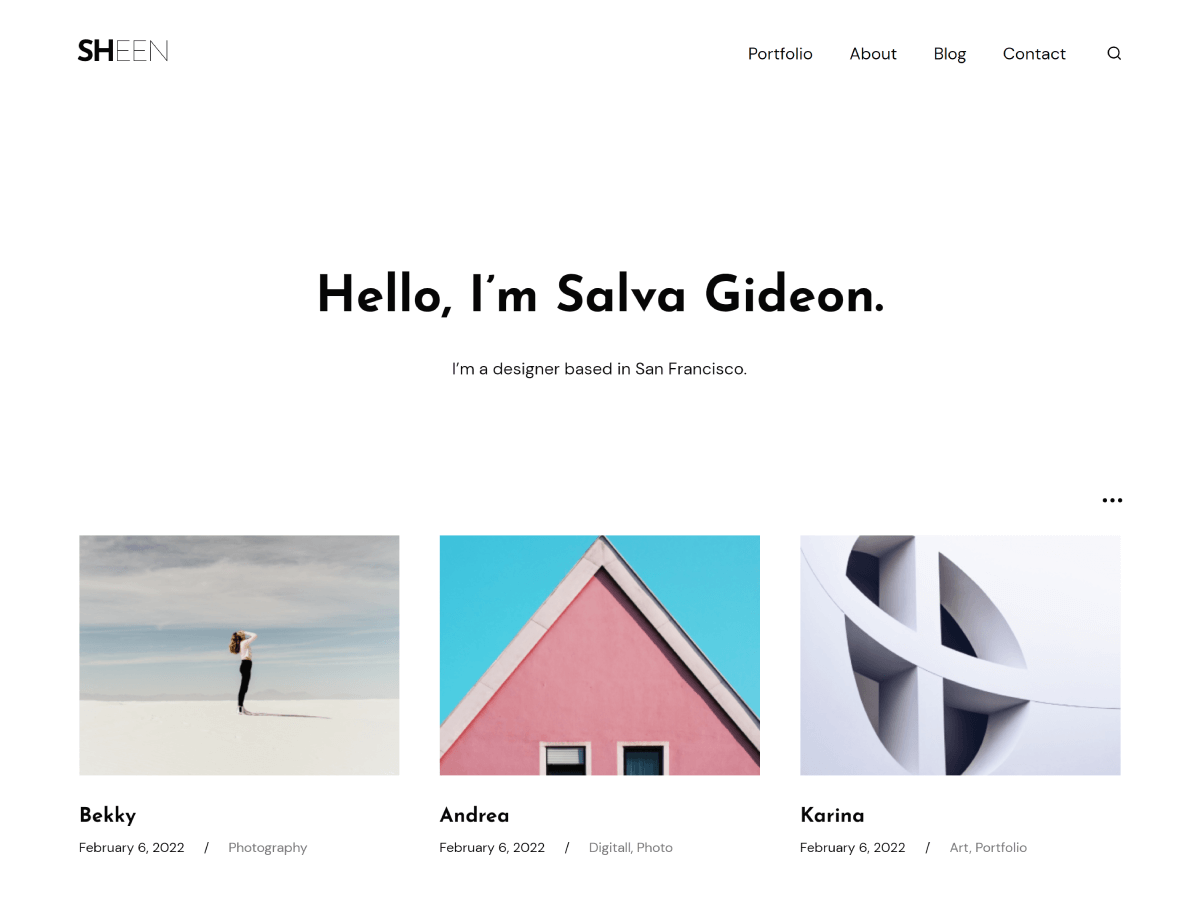 SHEEN
Portfolio About Blog Contact
Hello, I’m Salva Gideon.
I’m a designer based in San Francisco.
Bekky
February 6, 2022 / Photography
Andrea
February 6, 2022 / Digitall, Photo
Karina
February 6, 2022 / Art, Portfolio